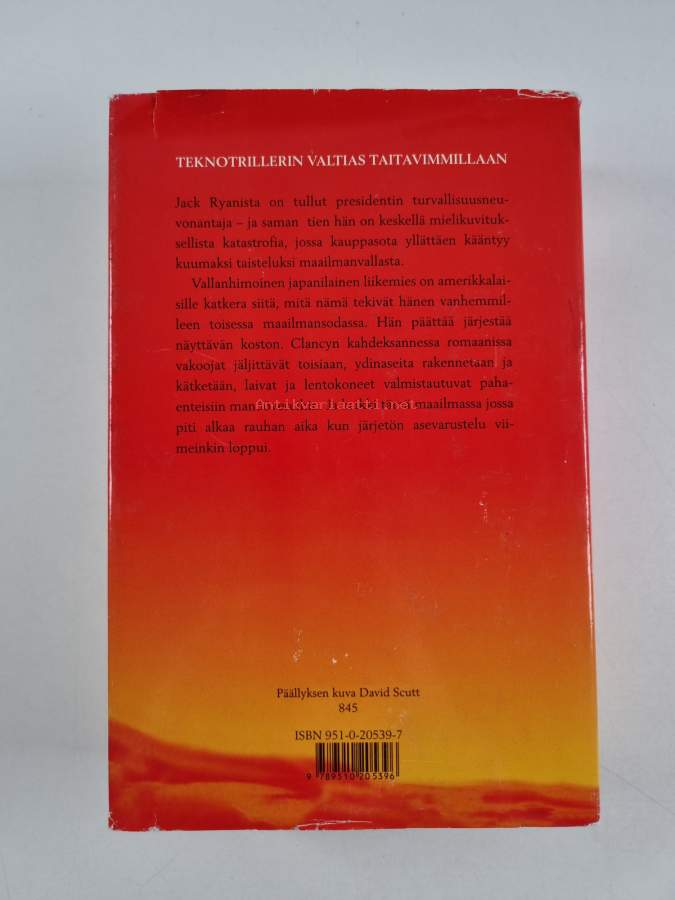 TEKNOTRILLERIN VALTIAS TAITAVIMMILLAAN
Jack Ryanista on tullut presidentin turvallisuusneu-
vonantaja – ja saman tien hän on keskellä mielikuvituk-
sellista katastrofia, jossa kauppasota yllättäen kääntyy
kuumaksi taisteluksi maailmanvallasta.
Vallanhimoinen japanilainen liikemies on amerikkalai-
sille katkera siitä, mitä nämä tekivät hänen vanhemmil-
leen toisessa maailmansodassa. Hän päättää järjestää
näyttävän koston. Clancyn kahdeksannessa romaanissa
vakoojat jäljittävät toisiaan, ydinaseita rakennetaan ja
kätketään, laivat ja lentokoneet valmistautuvat paha-
enteisiin maailmassa jossa
Antikvariaatti.net
piti alkaa rauhan aika kun järjetön asevarustelu vii-
meinkin loppui.
Päällyksen kuva David Scutt
845
ISBN 951-0-20539-7
9 789510 205396